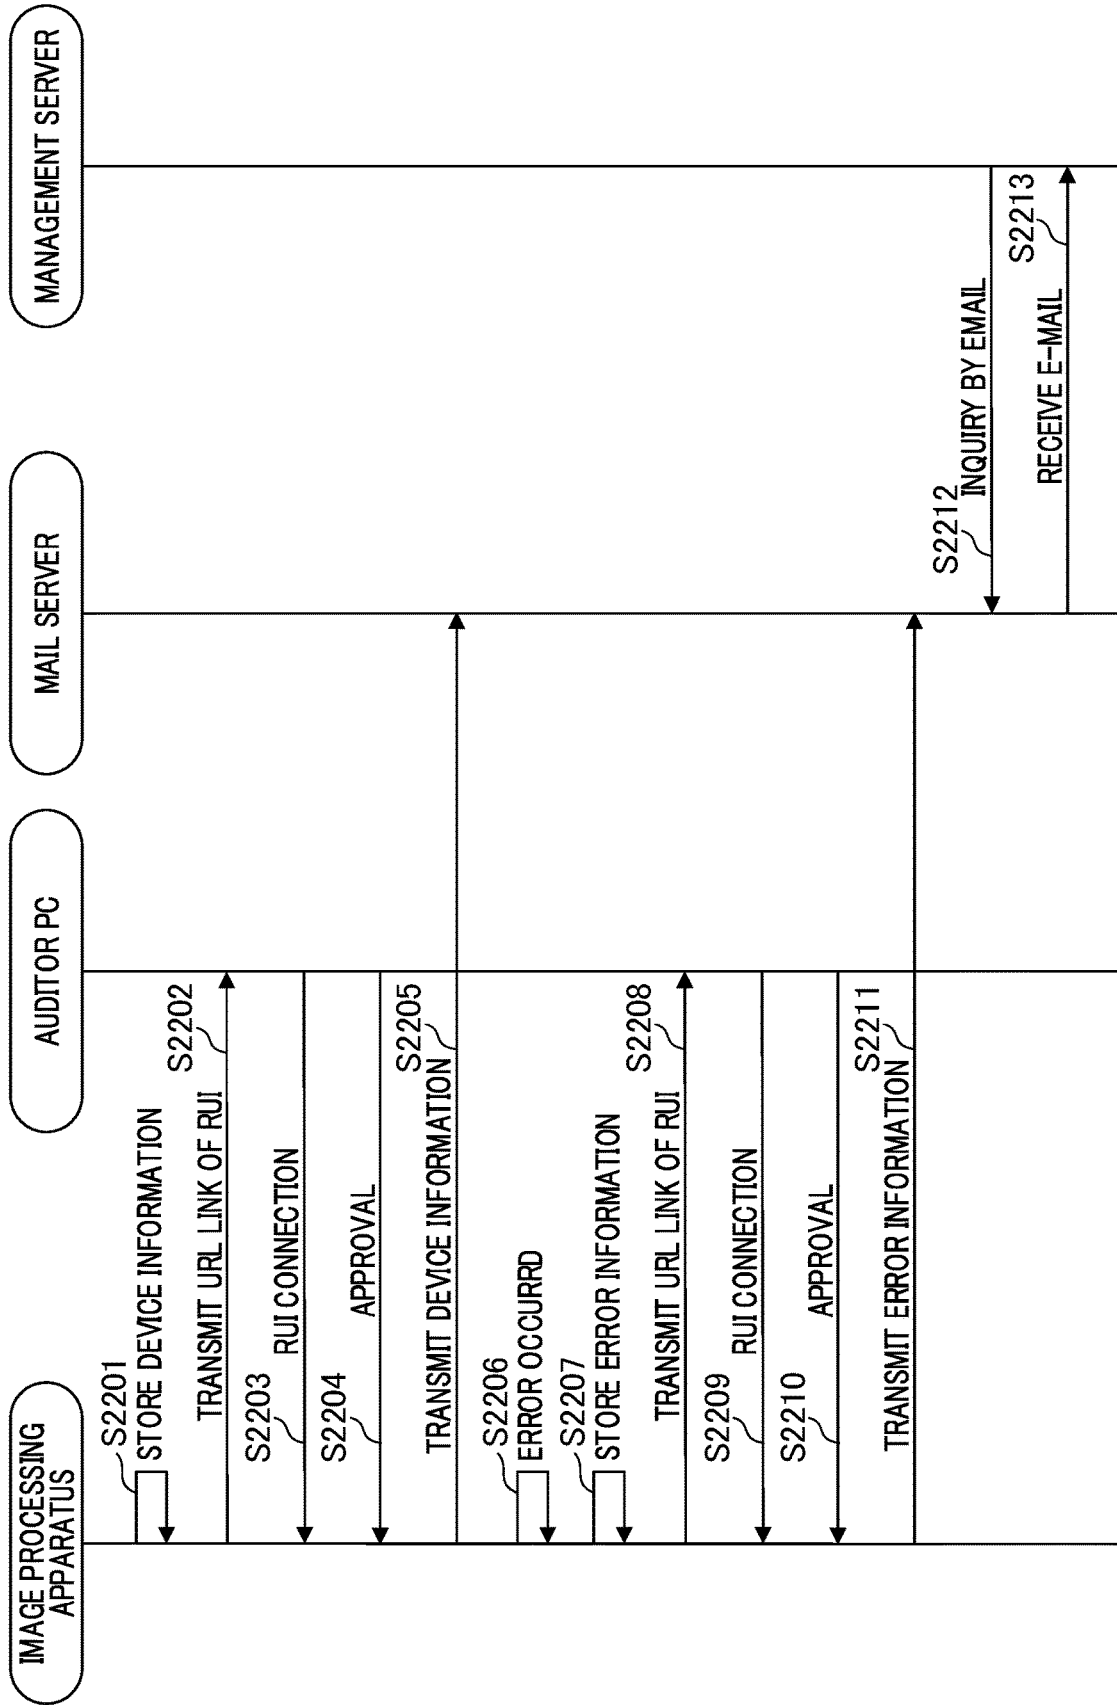 IMAGE PROCESSING
APPARATUS
AUDITOR PC
MAIL SERVER
MANAGEMENT SERVER
S2201
STORE DEVICE INFORMATION
TRANSMIT URL LINK OF RUI
S2202
S2203
RUI CONNECTION
S2204
APPROVAL
TRANSMIT DEVICE INFORMATION
S2205
S2206
ERROR OCCURRD
S2207
STORE ERROR INFORMATION
TRANSMIT URL LINK OF RUI
S2208
S2209
RUI CONNECTION
S2210
APPROVAL
TRANSMIT ERROR INFORMATION
S2211
S2212
INQUIRY BY EMAIL
RECEIVE E-MAIL
S2213